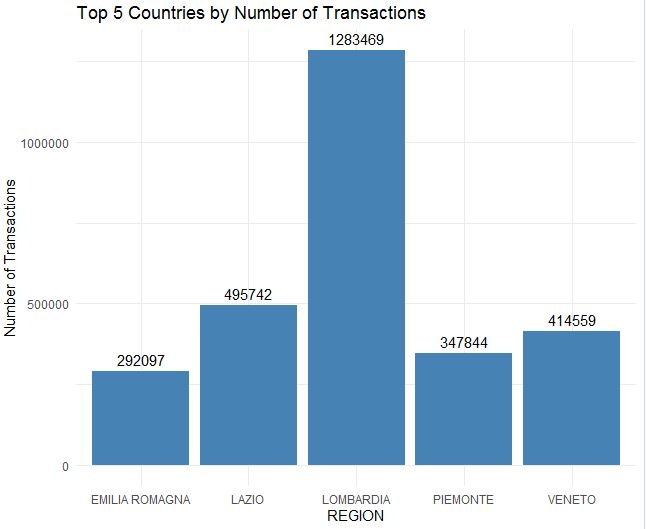 Top 5 Countries by Number of Transactions
1283469
1000000
Number of Transactions
500000
495742
414559
347844
292097
0
EMILIA ROMAGNA LAZIO LOMBARDIA PIEMONTE VENETO
REGION